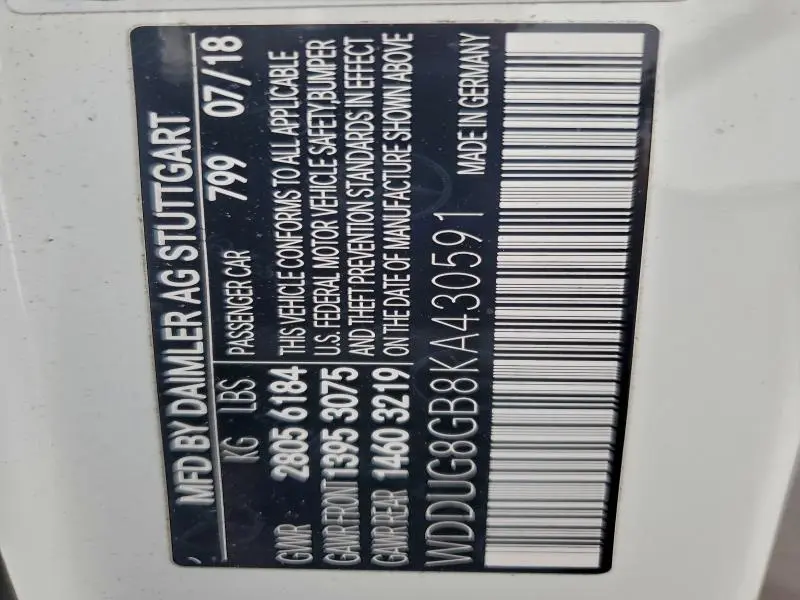 MFD BY DAIMLER AG STUTTGART
KG LBS PASSENGER CAR 799 07/18
GVWR 2805 6184 THIS VEHICLE CONFORMS TO ALL APPLICABLE
U.S. FEDERAL MOTOR VEHICLE SAFETY,BUMPER
GAWR FRONT 1395 3075 AND THEFT PREVENTION STANDARDS IN EFFECT
GAWR REAR 1460 3219 ON THE DATE OF MANUFACTURE SHOWN ABOVE
WDDUG8GB8KA430591 MADE IN GERMANY